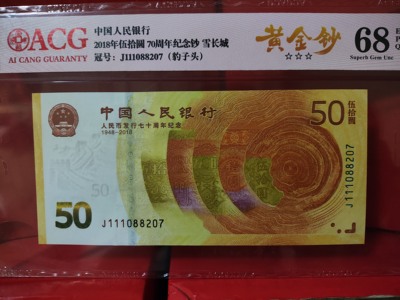 ACG
AI CANG GUARANTY
中国人民银行
2018年伍拾圆 70周年纪念钞 雪长城
冠号: J111088207 (豹子头)
黄金钞
☆☆☆
68
Superb Gem Unc
中国人民银行
人民币发行七十周年纪念
1948-2018
50
伍拾圆
J111088207
50
J111088207